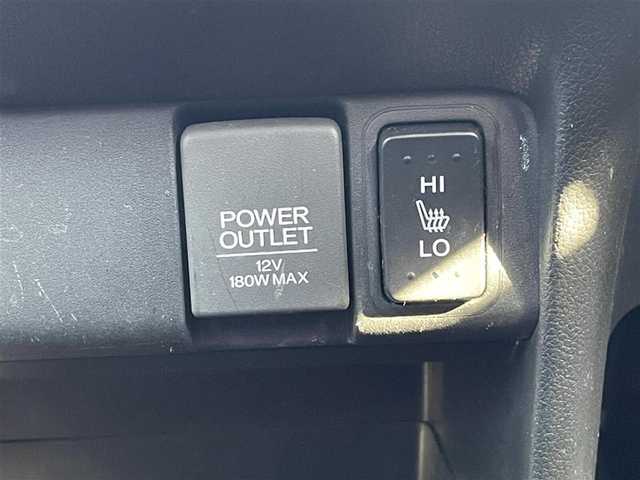 POWER
OUTLET
12V
180W MAX
HI
LO